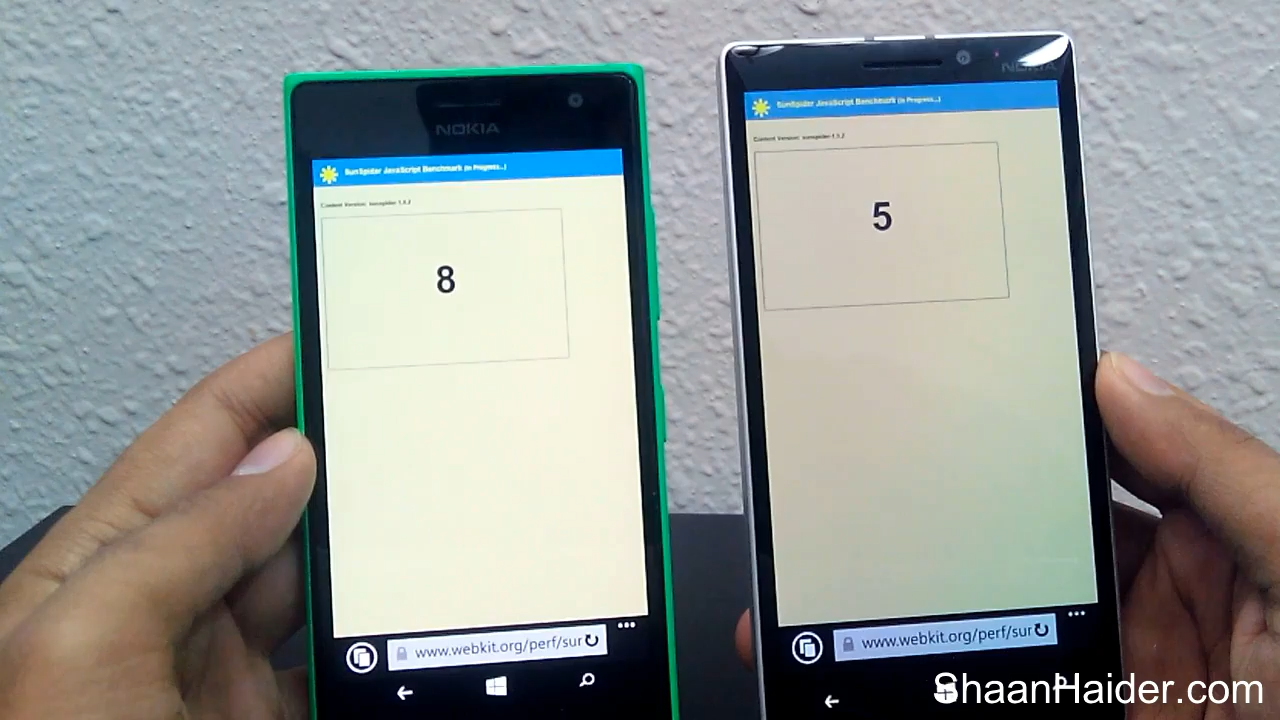 NOKIA
SunSpider JavaScript Benchmark (In Progress...)
Content Version: sunspider-1.0.2
8
www.webkit.org/perf/sur
NOKIA
SunSpider JavaScript Benchmark (In Progress...)
Content Version: sunspider-1.0.2
5
www.webkit.org/perf/sur
ShaanHaider.com